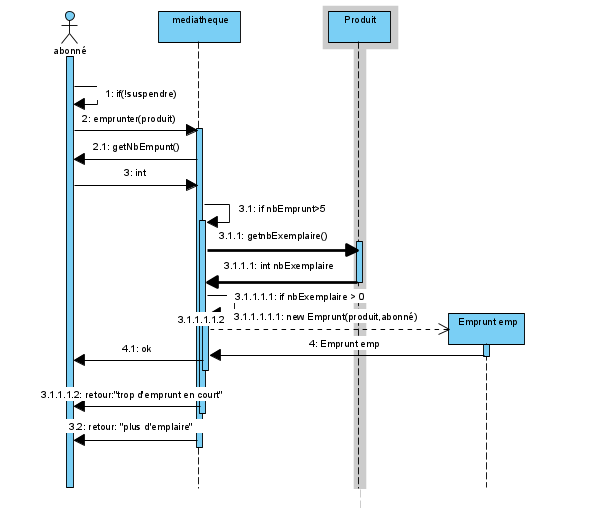 mediatheque
Produit
abonné
1: if(!suspendre)
2: emprunter(produit)
2.1: getNbEmpunt()
3: int
3.1: if nbEmprunt>5
3.1.1: getnbExemplaire()
3.1.1.1: int nbExemplaire
3.1.1.1.1: if nbExemplaire > 0
3.1.1.1.1.2
3.1.1.1.1.1: new Emprunt(produit,abonné)
Emprunt emp
4: Emprunt emp
4.1: ok
3.1.1.1.2: retour:"trop d'emprunt en court"
3.2: retour: "plus d'emplaire"